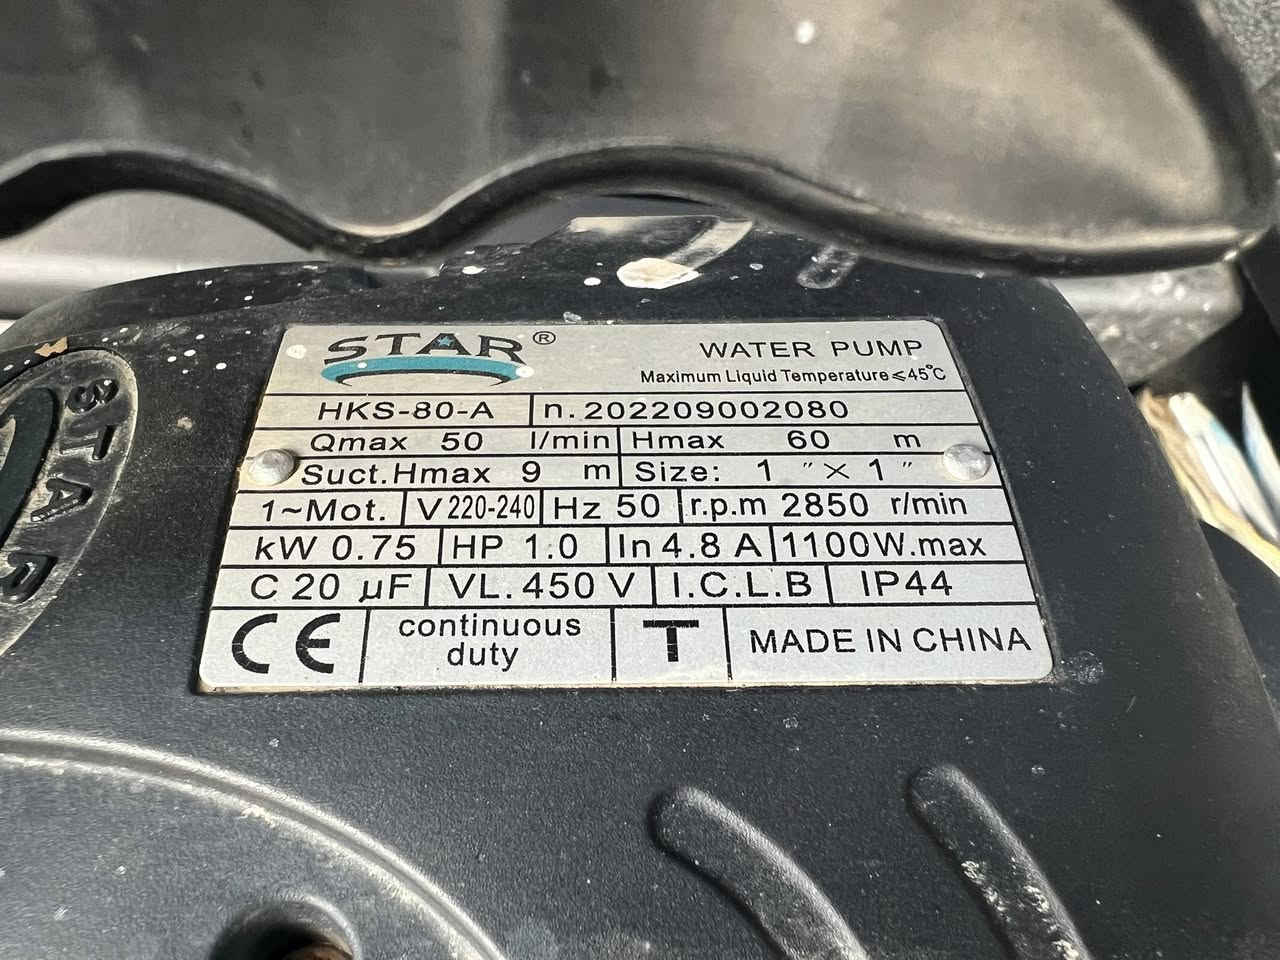 STAR®
WATER PUMP
Maximum Liquid Temperature≤45°C
HKS-80-A n.202209002080
Qmax 50 l/min Hmax 60 m
Suct.Hmax 9 m Size: 1 ″×1″
1~Mot. V 220-240 Hz 50 r.p.m 2850 r/min
kW 0.75 HP 1.0 In 4.8 A 1100W.max
C 20 µF VL. 450 V I.C.L.B IP44
CE continuous duty T MADE IN CHINA
STAR